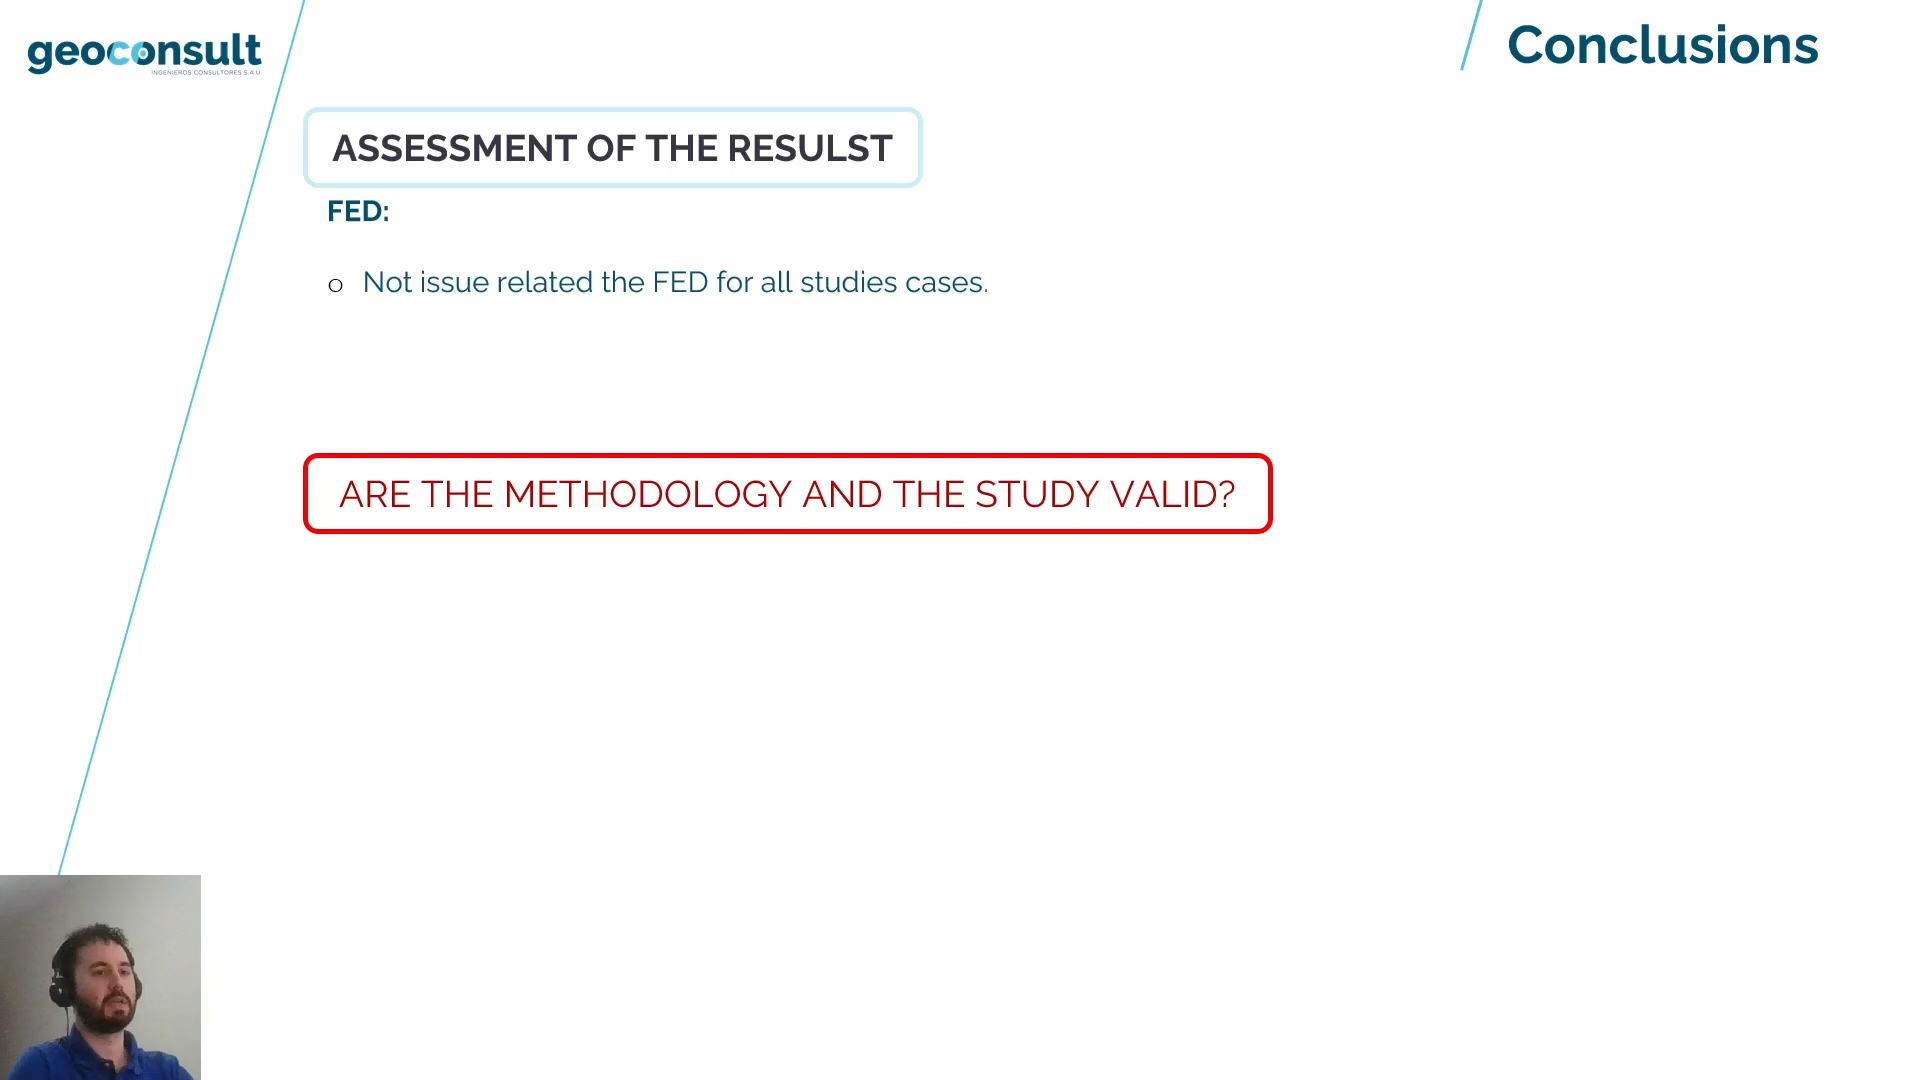 geoconsult
INGENIEROS CONSULTORES S.A.U.
Conclusions
ASSESSMENT OF THE RESULST
FED:
o Not issue related the FED for all studies cases.
ARE THE METHODOLOGY AND THE STUDY VALID?